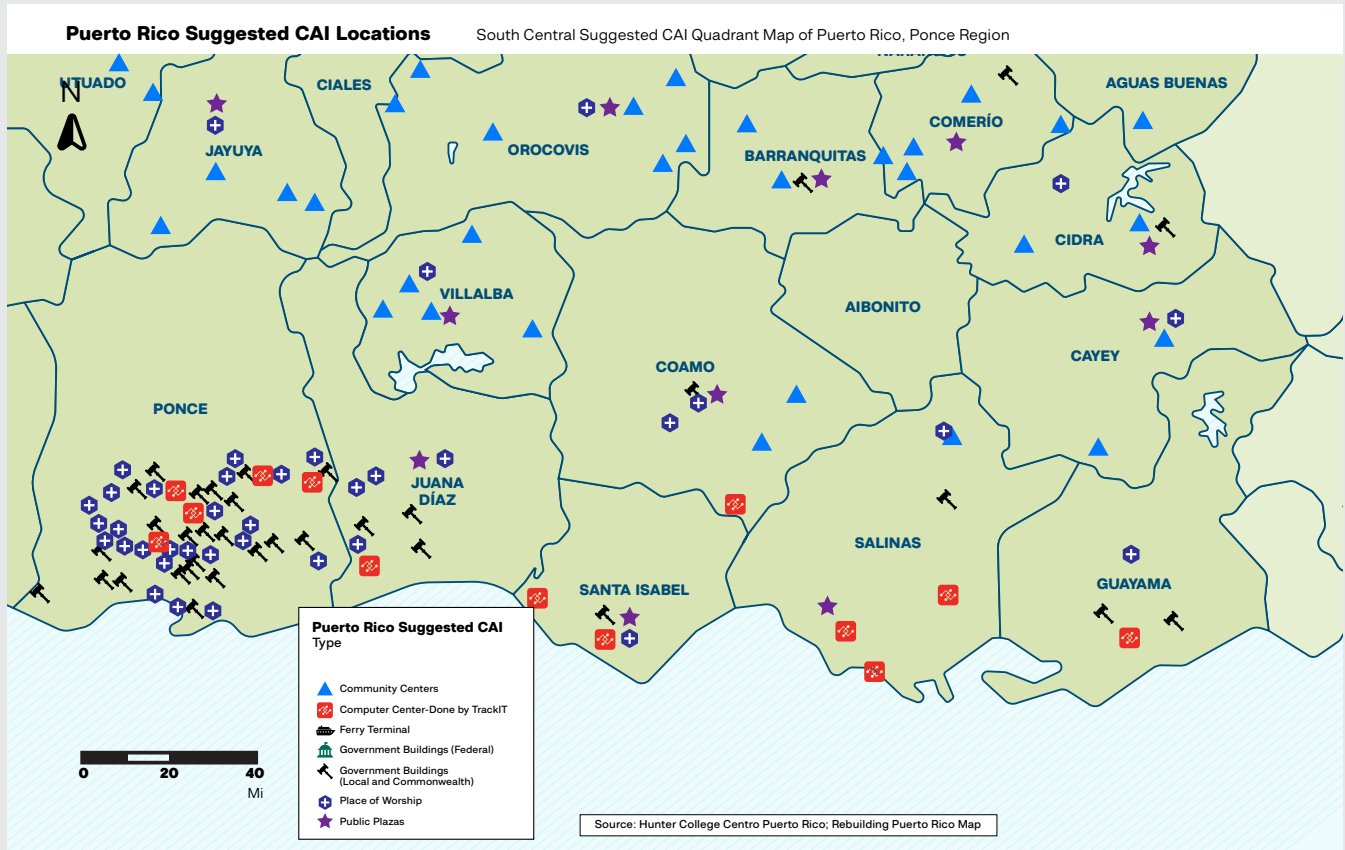 Puerto Rico Suggested CAI Locations
South Central Suggested CAI Quadrant Map of Puerto Rico, Ponce Region
UTUADO
N
CIALES
AGUAS BUENAS
COMERÍO
JAYUYA
OROCOVIS
BARRANQUITAS
CIDRA
VILLALBA
AIBONITO
CAYEY
COAMO
PONCE
JUANA
DÍAZ
SALINAS
SANTA ISABEL
GUAYAMA
Puerto Rico Suggested CAI
Type
Community Centers
Computer Center-Done by TrackIT
Ferry Terminal
Government Buildings (Federal)
Government Buildings
(Local and Commonwealth)
Place of Worship
Public Plazas
0 20 40
Mi
Source: Hunter College Centro Puerto Rico; Rebuilding Puerto Rico Map